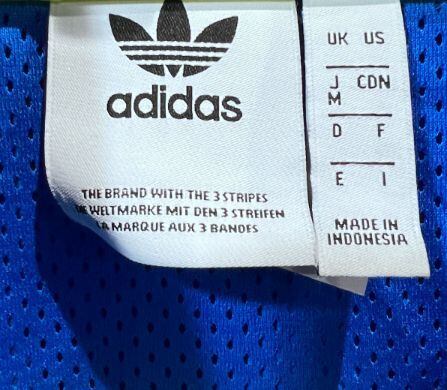 adidas
THE BRAND WITH THE 3 STRIPES
DIE WELTMARKE MIT DEN 3 STREIFEN
LA MARQUE AUX 3 BANDES
UK US
J CDN
M
D F
E I
MADE IN
INDONESIA